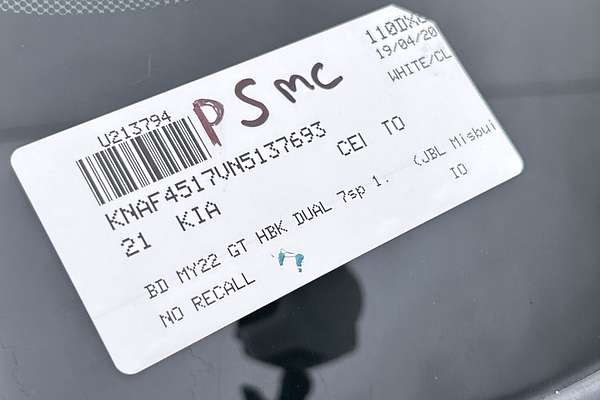 110DX
19/04/20
WHITE/CL
PSmc
U213794
KNAF4517VN5137693
CEI TO
21 KIA
BD MY22 GT HBK DUAL 7sp 1. (JBL Misbui
IO
NO RECALL